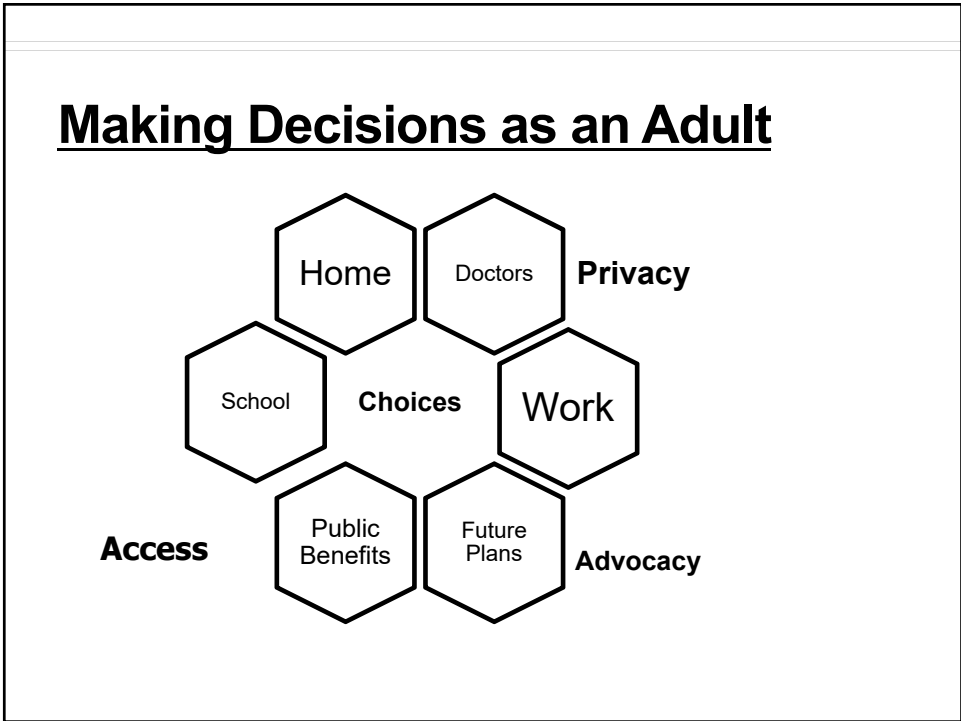 Making Decisions as an Adult
Home
Doctors
Privacy
School
Choices
Work
Access
Public
Benefits
Future
Plans
Advocacy